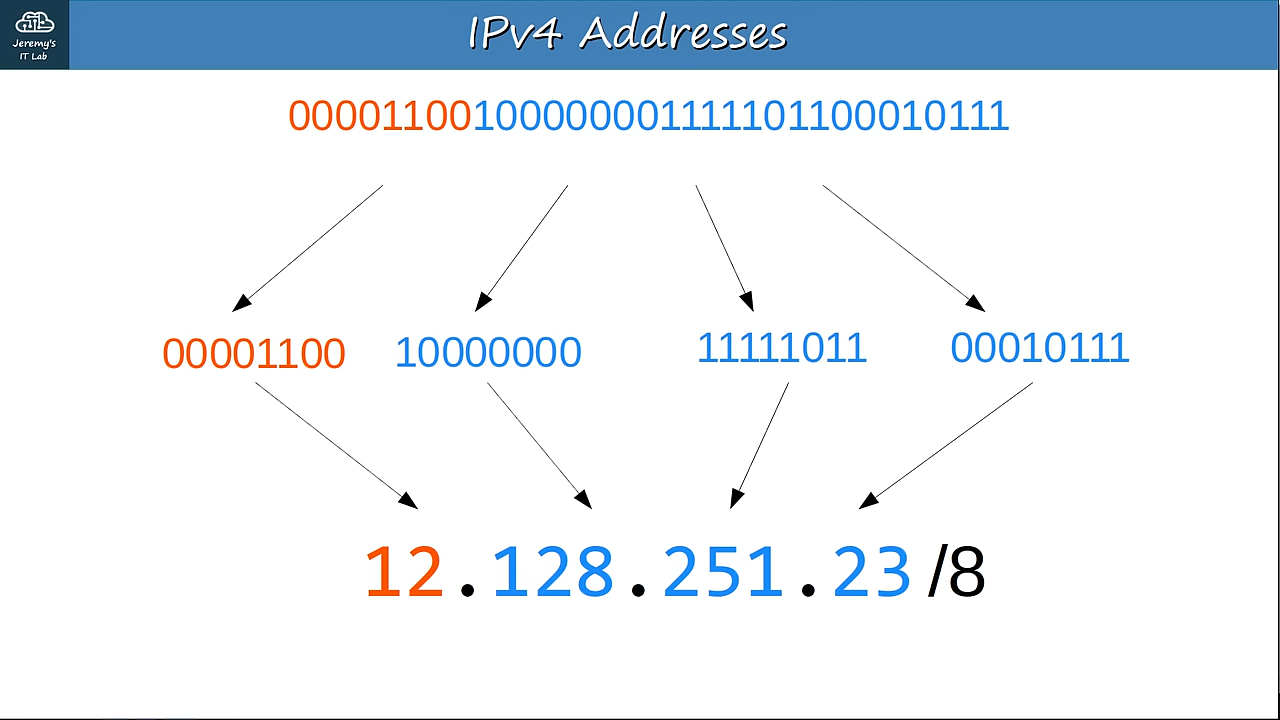 Jeremy's
IT Lab
IPv4 Addresses
00001100100000001111101100010111
00001100 10000000 11111011 00010111
12.128.251.23/8